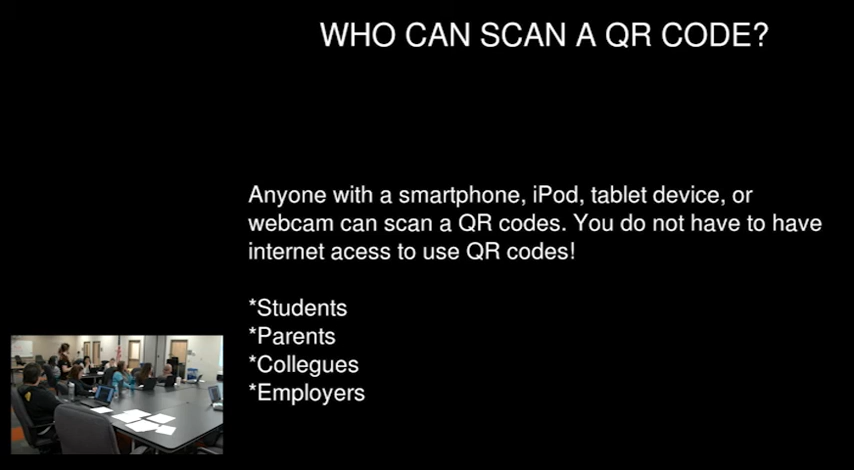 WHO CAN SCAN A QR CODE?
Anyone with a smartphone, iPod, tablet device, or
webcam can scan a QR codes. You do not have to have
internet acess to use QR codes!
*Students
*Parents
*Collegues
*Employers